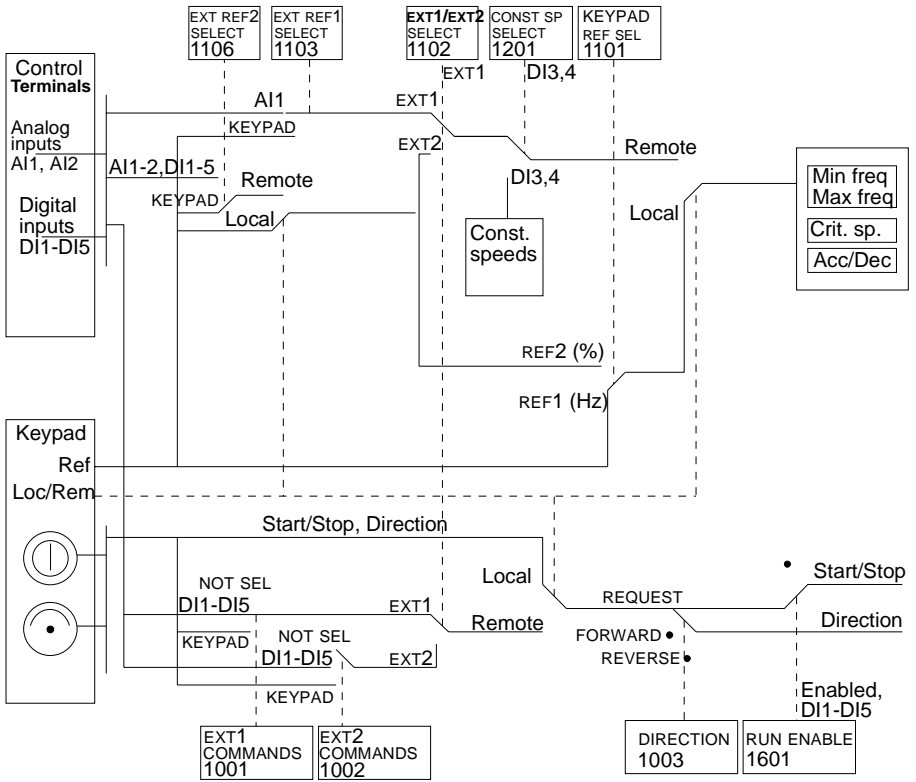 EXT REF2
SELECT
1106
EXT REF1
SELECT
1103
EXT1/EXT2
SELECT
1102
CONST SP
SELECT
1201
KEYPAD
REF SEL
1101
EXT1
DI3,4
Control
Terminals
Analog
inputs
AI1, AI2
Digital
inputs
DI1-DI5
AI1
EXT1
KEYPAD
EXT2
AI1-2,DI1-5
Remote
KEYPAD
Local
Remote
DI3,4
Const.
speeds
Local
Min freq
Max freq
Crit. sp.
Acc/Dec
REF2 (%)
REF1 (Hz)
Keypad
Ref
Loc/Rem
Start/Stop, Direction
Local
NOT SEL
DI1-DI5
EXT1
Remote
KEYPAD
NOT SEL
DI1-DI5
EXT2
KEYPAD
REQUEST
Start/Stop
Direction
FORWARD
REVERSE
Enabled,
DI1-DI5
EXT1
COMMANDS
1001
EXT2
COMMANDS
1002
DIRECTION
1003
RUN ENABLE
1601